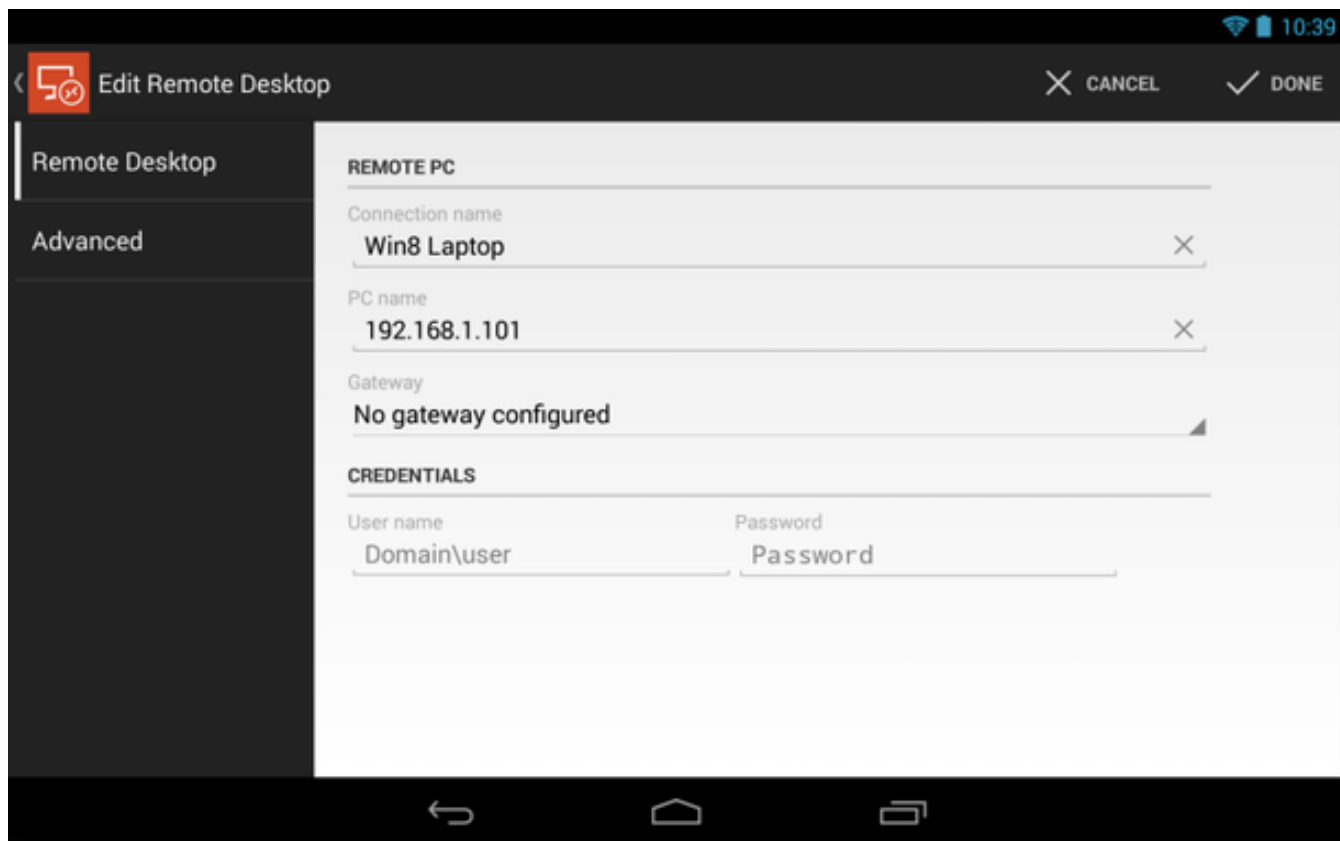 10:39
Edit Remote Desktop CANCEL DONE
Remote Desktop
Advanced
REMOTE PC
Connection name
Win8 Laptop
PC name
192.168.1.101
Gateway
No gateway configured
CREDENTIALS
User name Password
Domain\user Password